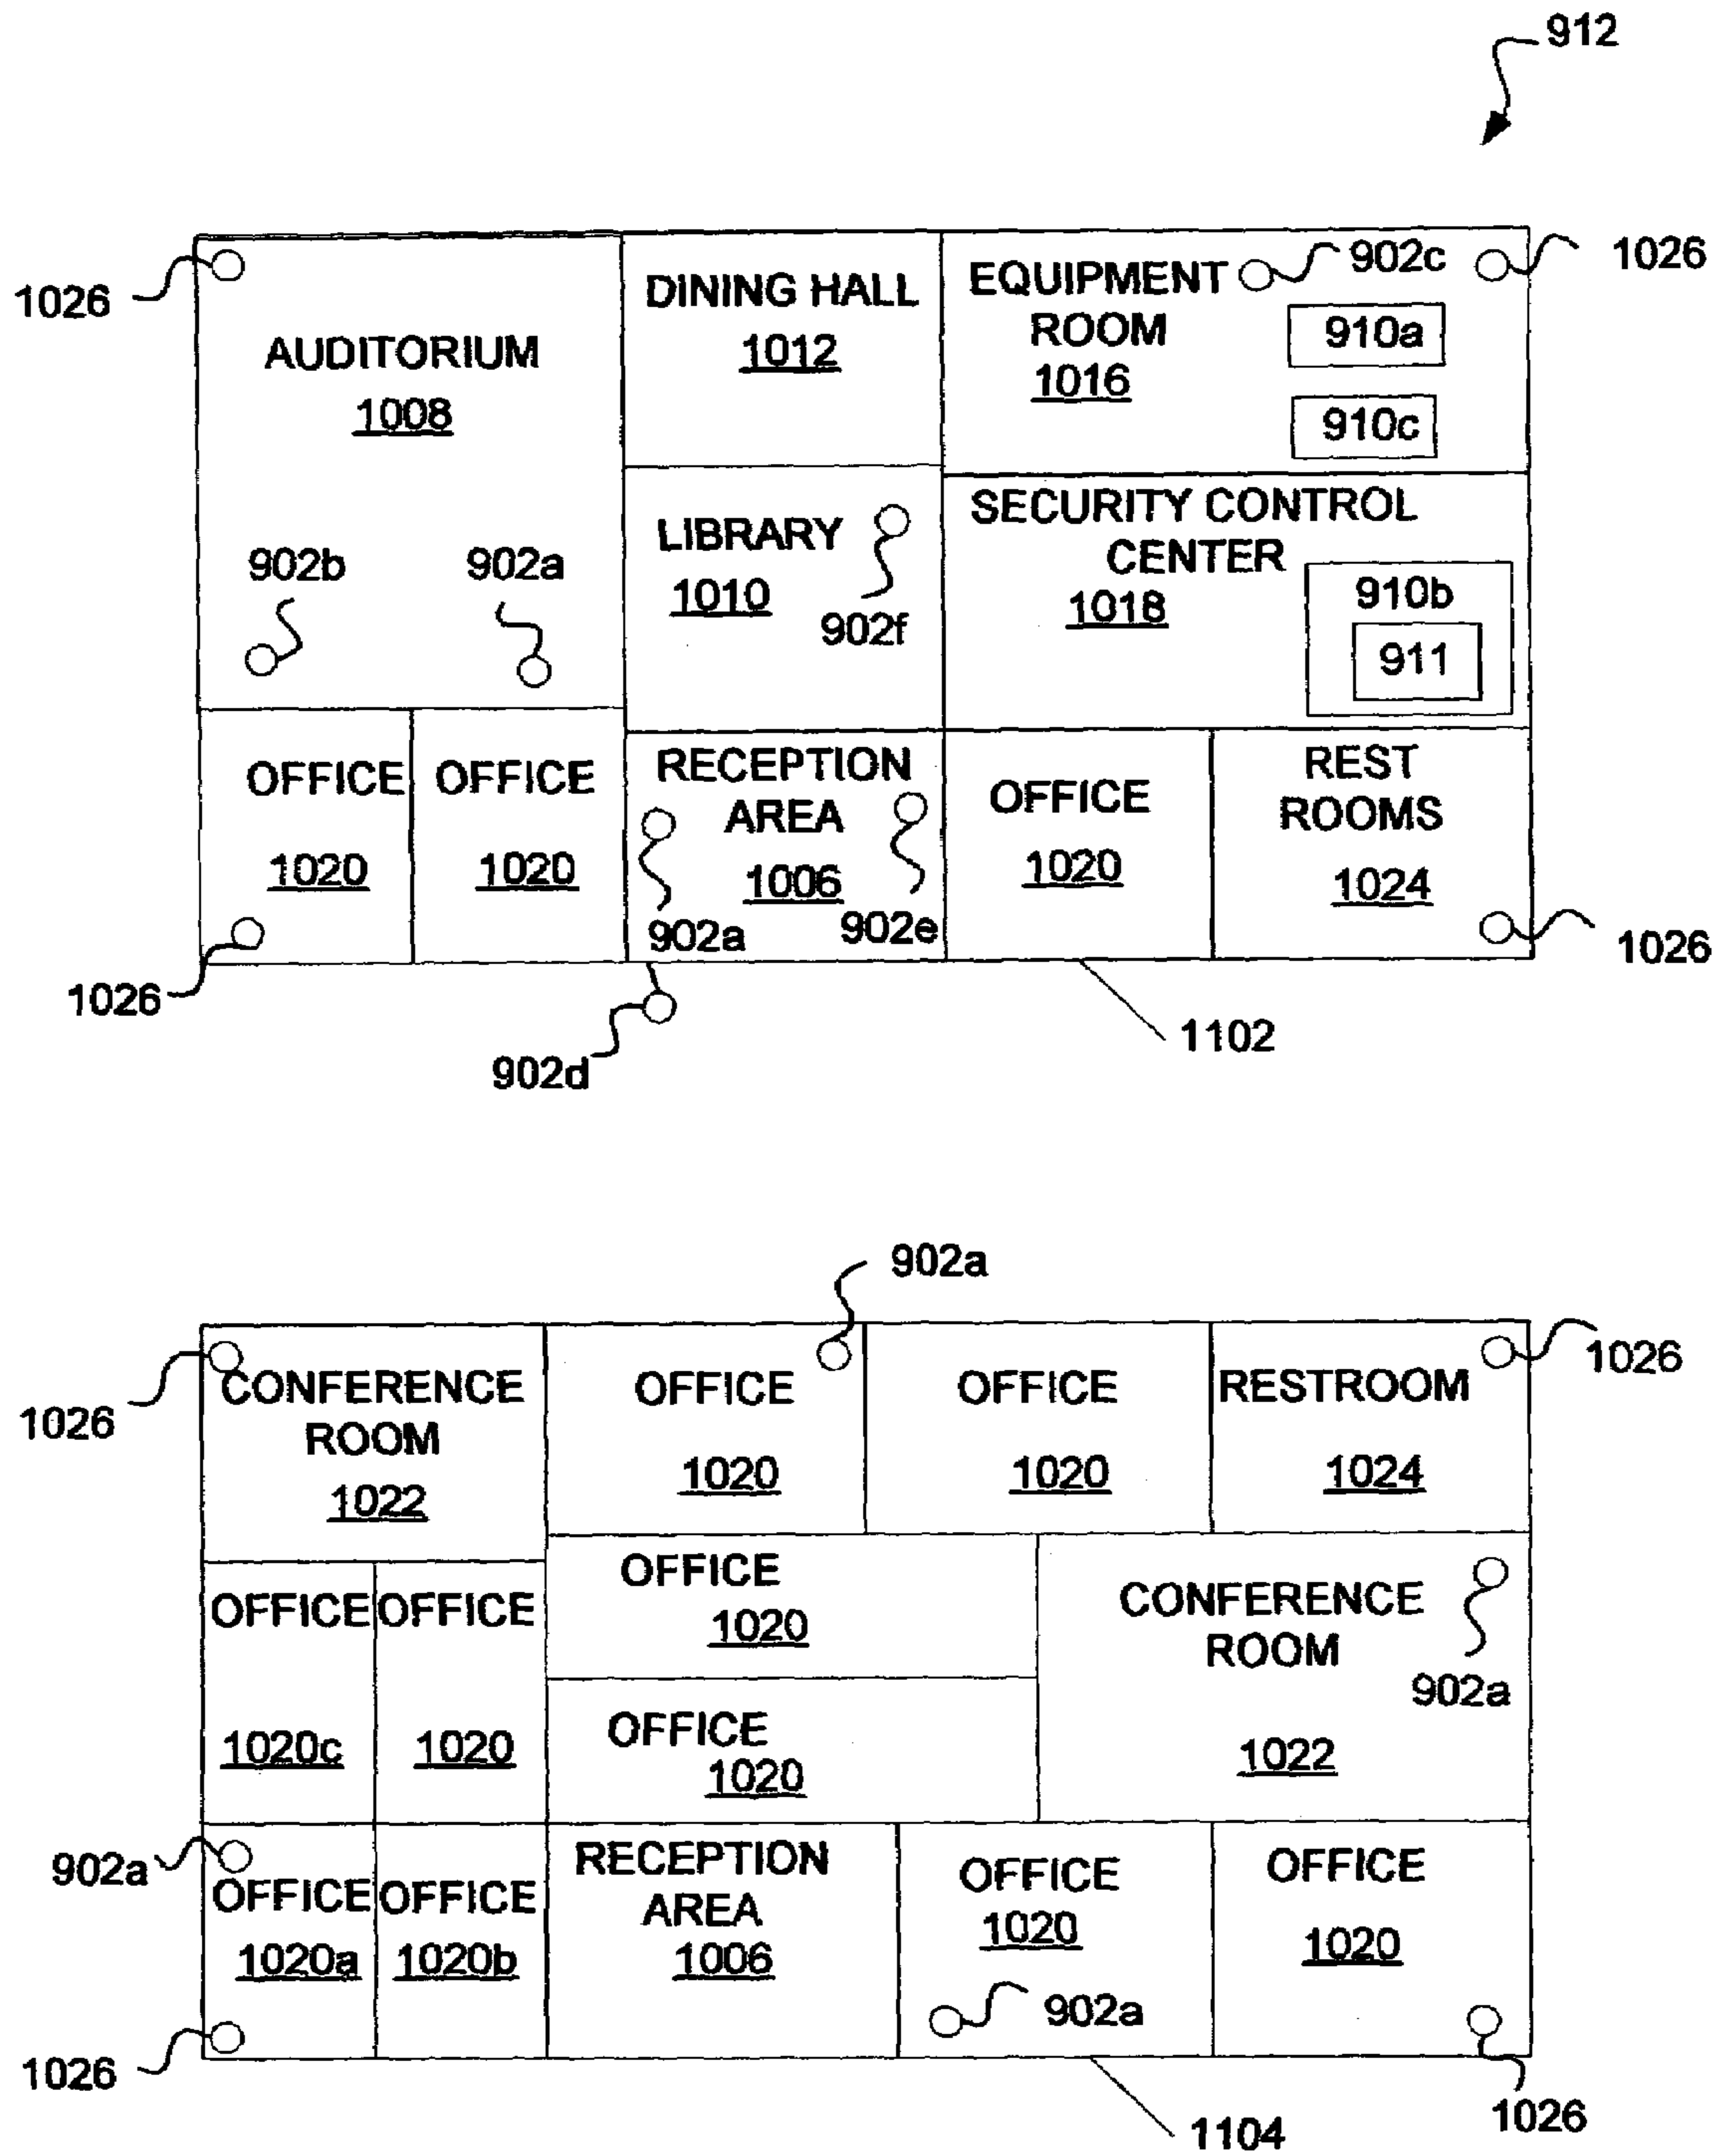 912
1026
AUDITORIUM
1008
902b
902a
DINING HALL
1012
EQUIPMENT
ROOM
1016
902c
1026
910a
910c
LIBRARY
1010
902f
SECURITY CONTROL
CENTER
1018
910b
911
OFFICE
1020
OFFICE
1020
RECEPTION
AREA
1006
902a
902e
OFFICE
1020
REST
ROOMS
1024
1026
1026
902d
1102
902a
1026
CONFERENCE
ROOM
1022
OFFICE
1020
OFFICE
1020
RESTROOM
1024
1026
OFFICE
1020c
OFFICE
1020
OFFICE
1020
OFFICE
1020
CONFERENCE
ROOM
1022
902a
902a
OFFICE
1020a
OFFICE
1020b
RECEPTION
AREA
1006
OFFICE
1020
902a
OFFICE
1020
1026
1026
1104